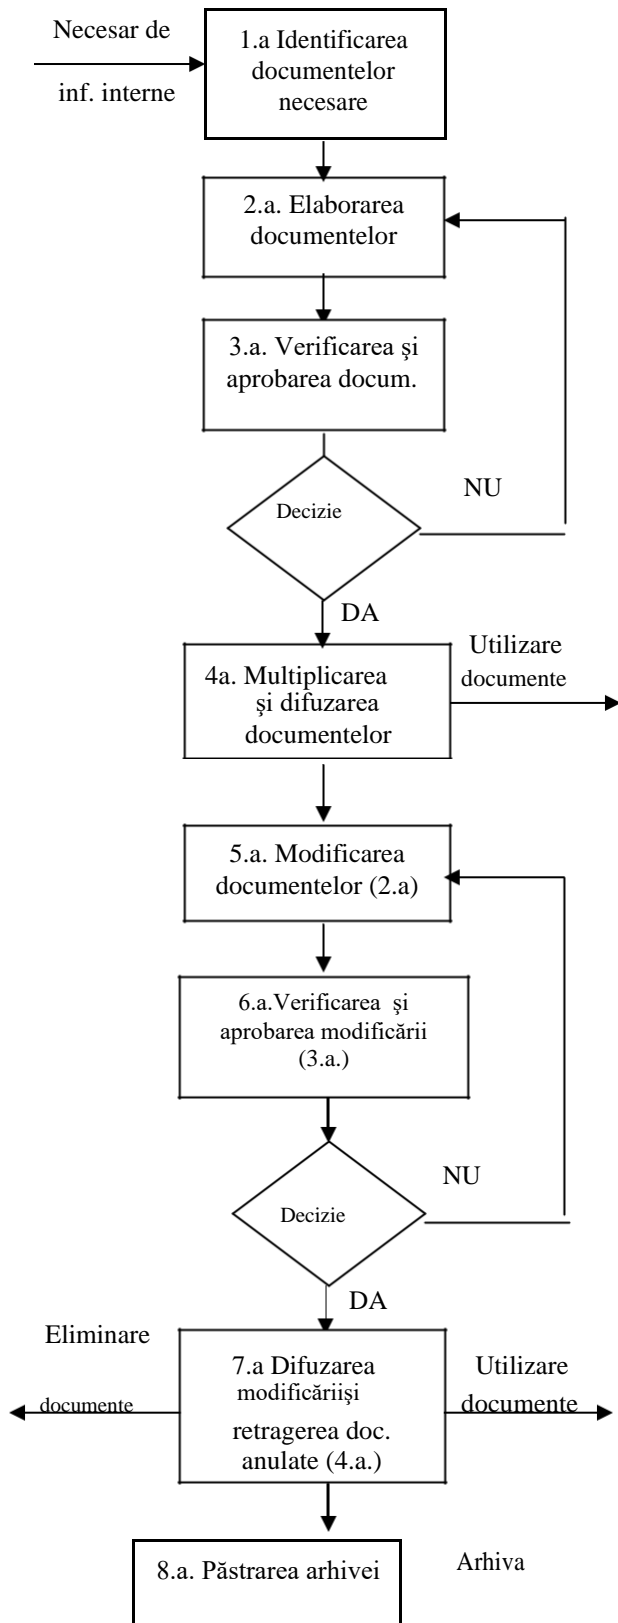 Necesar de
inf. interne
1.a Identificarea
documentelor
necesare
2.a. Elaborarea
documentelor
3.a. Verificarea şi
aprobarea docum.
Decizie
NU
DA
4a. Multiplicarea
şi difuzarea
documentelor
Utilizare
documente
5.a. Modificarea
documentelor (2.a)
6.a.Verificarea şi
aprobarea modificării
(3.a.)
Decizie
NU
DA
Eliminare
documente
7.a Difuzarea
modificăriişi
retragerea doc.
anulate (4.a.)
Utilizare
documente
8.a. Păstrarea arhivei
Arhiva